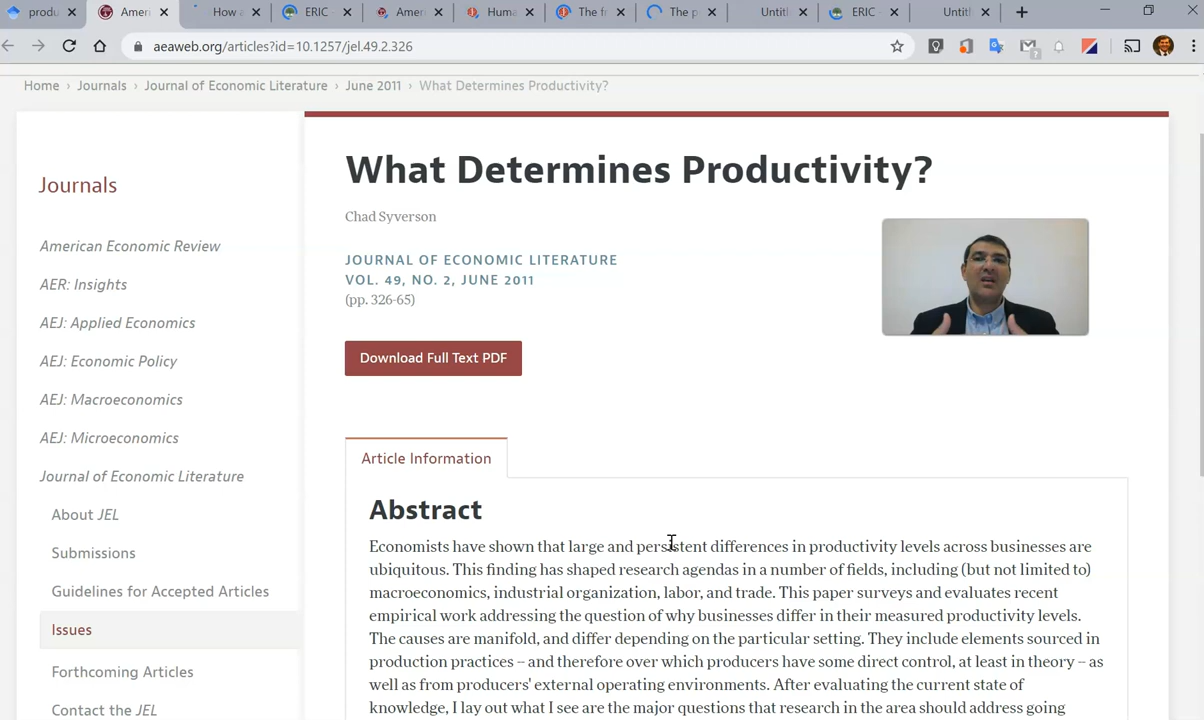 produ
Amer
How a
ERIC -
Amer
Huma
The fr
The p
Untitl
ERIC -
Untitl
aeaweb.org/articles?id=10.1257/jel.49.2.326
Home › Journals › Journal of Economic Literature › June 2011 › What Determines Productivity?
Journals
American Economic Review
AER: Insights
AEJ: Applied Economics
AEJ: Economic Policy
AEJ: Macroeconomics
AEJ: Microeconomics
Journal of Economic Literature
About JEL
Submissions
Guidelines for Accepted Articles
Issues
Forthcoming Articles
Contact the JEL
What Determines Productivity?
Chad Syverson
JOURNAL OF ECONOMIC LITERATURE
VOL. 49, NO. 2, JUNE 2011
(pp. 326-65)
Download Full Text PDF
Article Information
Abstract
Economists have shown that large and persistent differences in productivity levels across businesses are
ubiquitous. This finding has shaped research agendas in a number of fields, including (but not limited to)
macroeconomics, industrial organization, labor, and trade. This paper surveys and evaluates recent
empirical work addressing the question of why businesses differ in their measured productivity levels.
The causes are manifold, and differ depending on the particular setting. They include elements sourced in
production practices – and therefore over which producers have some direct control, at least in theory – as
well as from producers' external operating environments. After evaluating the current state of
knowledge, I lay out what I see are the major questions that research in the area should address going